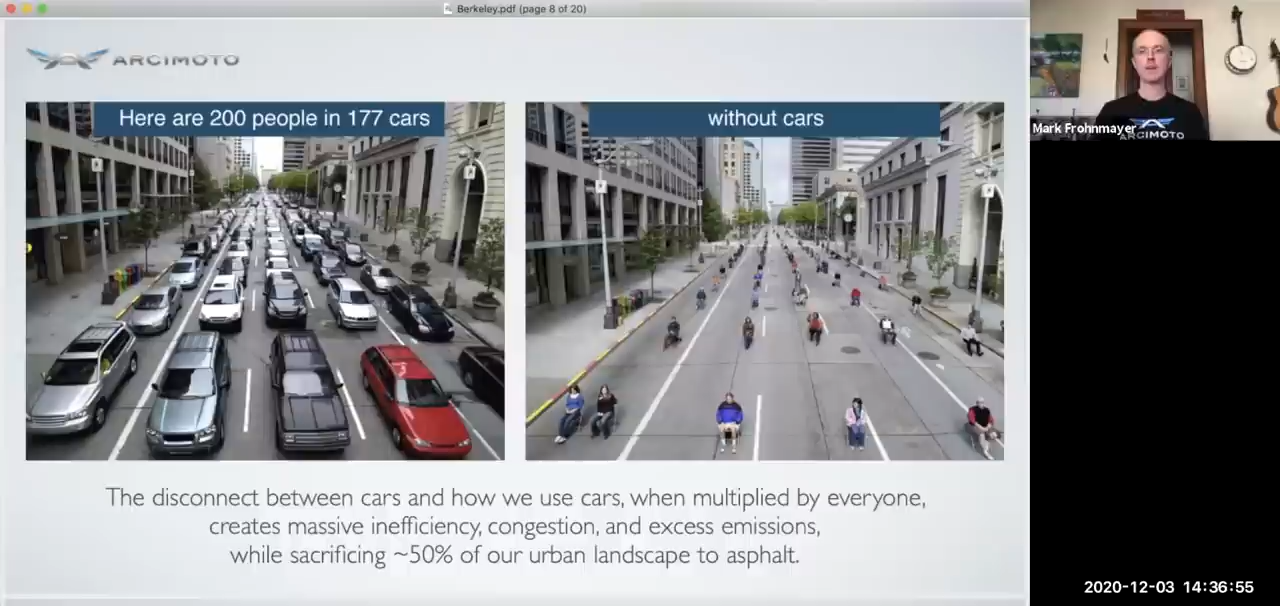 Berkeley.pdf (page 8 of 20)
ARCIMOTO
Here are 200 people in 177 cars
without cars
The disconnect between cars and how we use cars, when multiplied by everyone,
creates massive inefficiency, congestion, and excess emissions,
while sacrificing ~50% of our urban landscape to asphalt.
Mark Frohnmayer
ARCIMOTO
2020-12-03 14:36:55